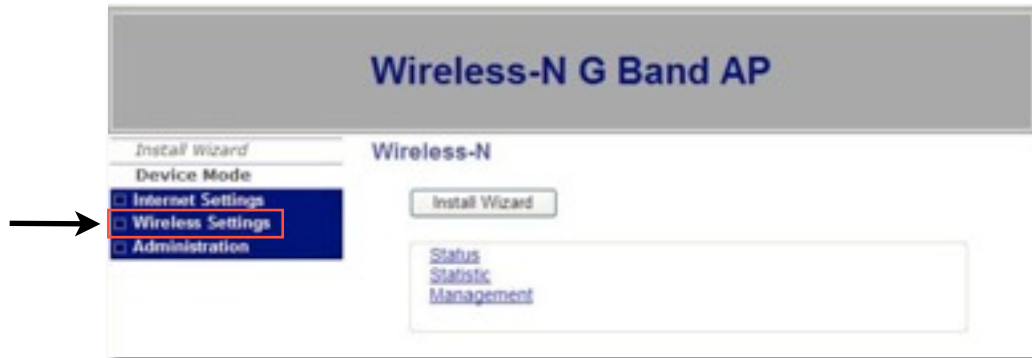 Wireless-N G Band AP
Install Wizard
Device Mode
Internet Settings
Wireless Settings
Administration
Wireless-N
Install Wizard
Status
Statistic
Management